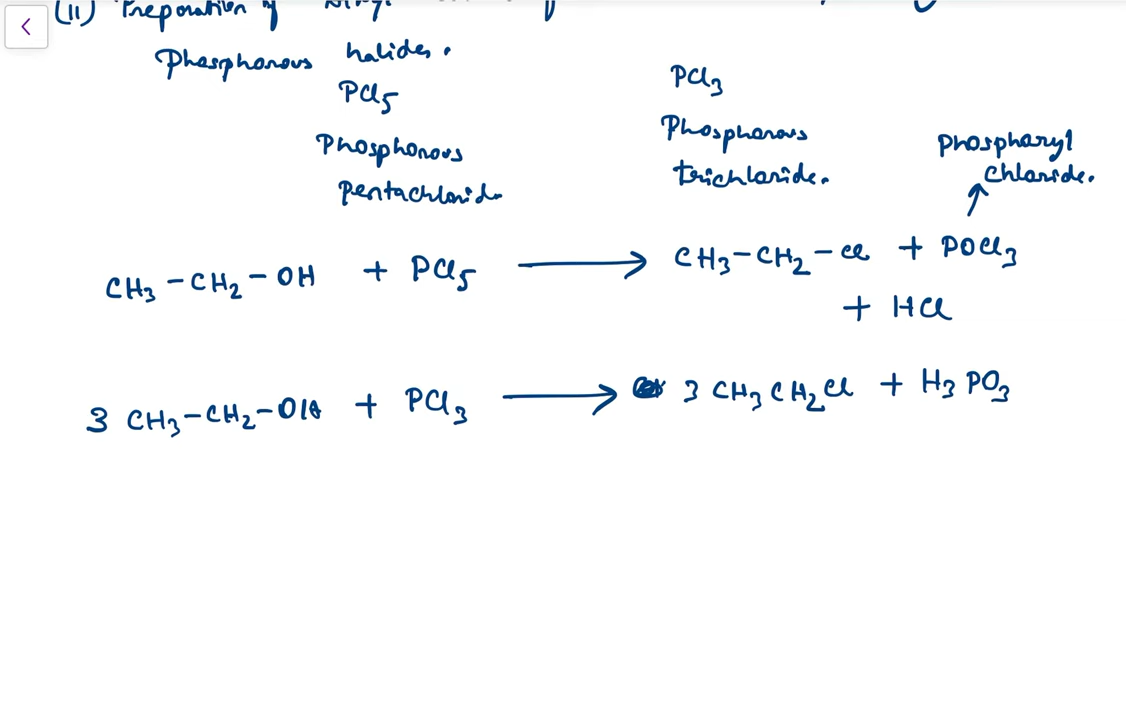 (11) Preparation of
Phosphorous halides.
PCl5
Phosphorous
pentachloride
PCl3
Phosphorous
trichloride.
phosphoryl
chloride.
CH3-CH2-OH + PCl5 ⟶ CH3-CH2-Cl + POCl3
+ HCl
3 CH3-CH2-OH + PCl3 ⟶ 3 CH3CH2Cl + H3PO3